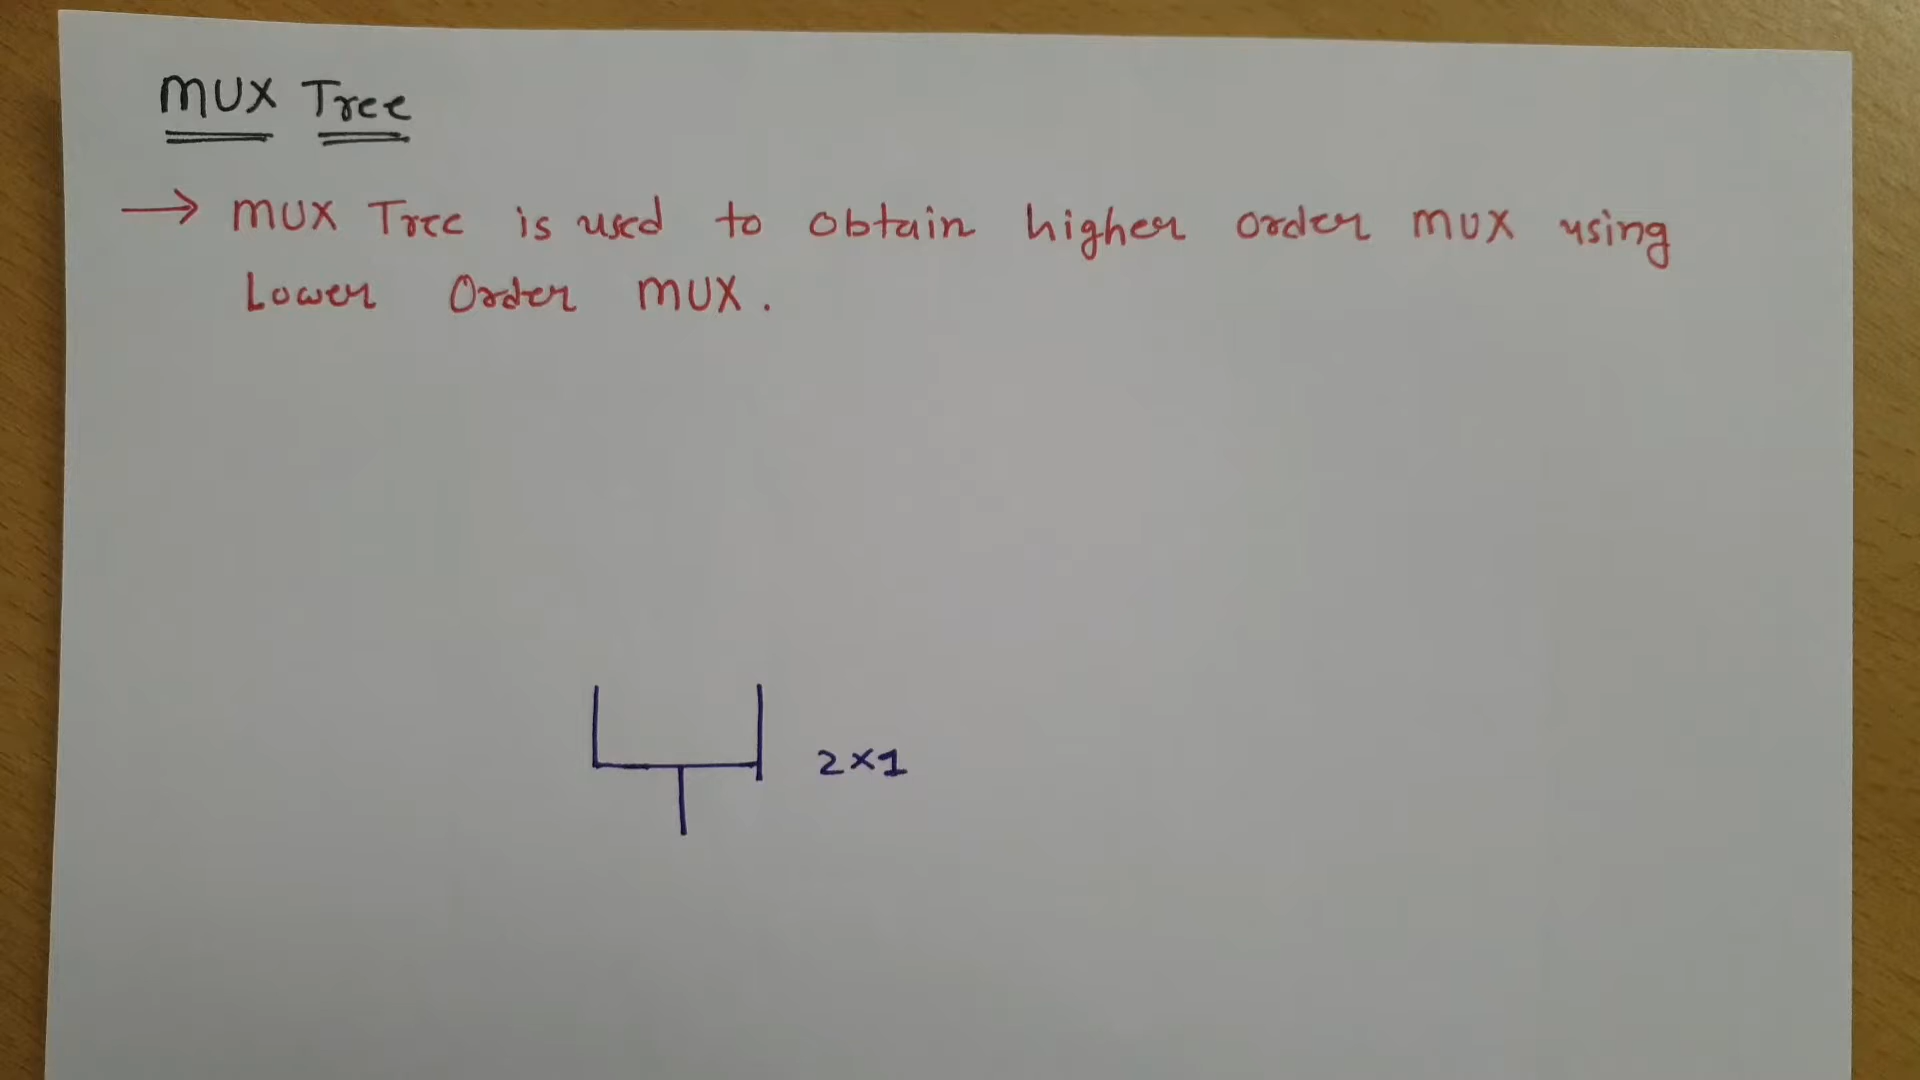 MUX Tree
→ MUX Tree is used to obtain higher order MUX using
Lower Order MUX.
2×1